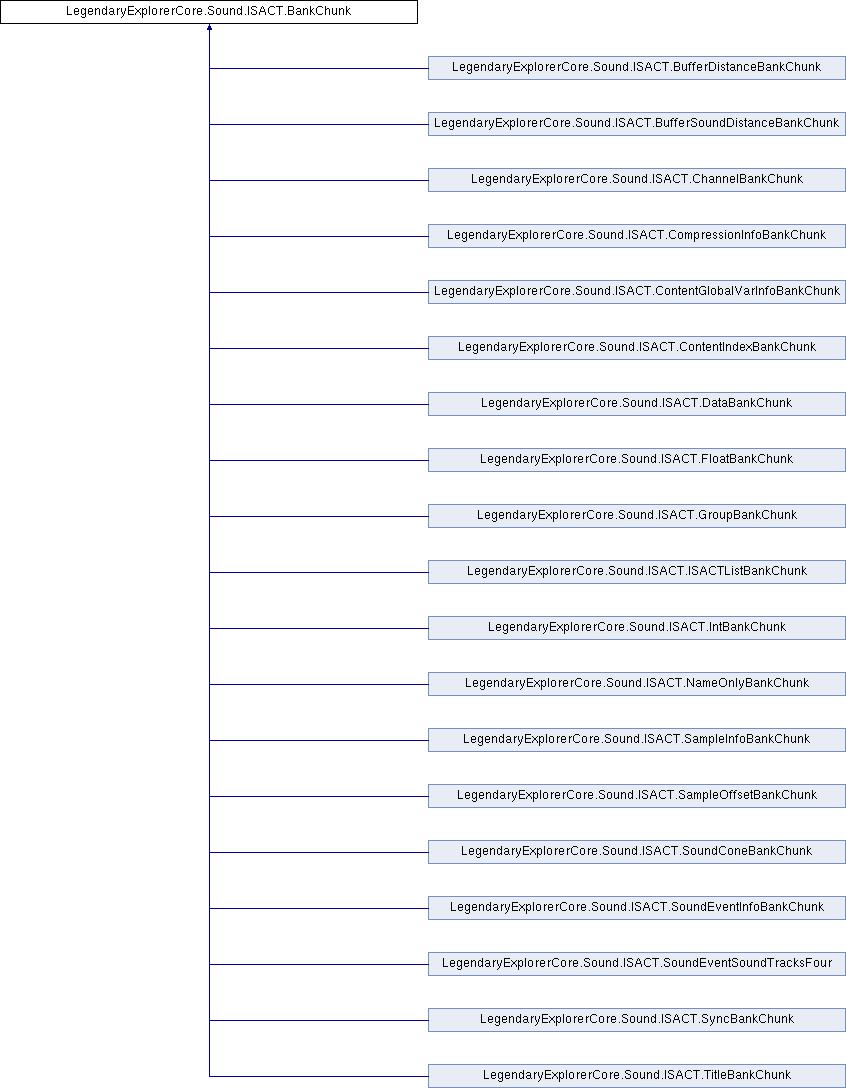 LegendaryExplorerCore.Sound.ISACT.BankChunk
LegendaryExplorerCore.Sound.ISACT.BufferDistanceBankChunk
LegendaryExplorerCore.Sound.ISACT.BufferSoundDistanceBankChunk
LegendaryExplorerCore.Sound.ISACT.ChannelBankChunk
LegendaryExplorerCore.Sound.ISACT.CompressionInfoBankChunk
LegendaryExplorerCore.Sound.ISACT.ContentGlobalVarInfoBankChunk
LegendaryExplorerCore.Sound.ISACT.ContentIndexBankChunk
LegendaryExplorerCore.Sound.ISACT.DataBankChunk
LegendaryExplorerCore.Sound.ISACT.FloatBankChunk
LegendaryExplorerCore.Sound.ISACT.GroupBankChunk
LegendaryExplorerCore.Sound.ISACT.ISACTListBankChunk
LegendaryExplorerCore.Sound.ISACT.IntBankChunk
LegendaryExplorerCore.Sound.ISACT.NameOnlyBankChunk
LegendaryExplorerCore.Sound.ISACT.SampleInfoBankChunk
LegendaryExplorerCore.Sound.ISACT.SampleOffsetBankChunk
LegendaryExplorerCore.Sound.ISACT.SoundConeBankChunk
LegendaryExplorerCore.Sound.ISACT.SoundEventInfoBankChunk
LegendaryExplorerCore.Sound.ISACT.SoundEventSoundTracksFour
LegendaryExplorerCore.Sound.ISACT.SyncBankChunk
LegendaryExplorerCore.Sound.ISACT.TitleBankChunk